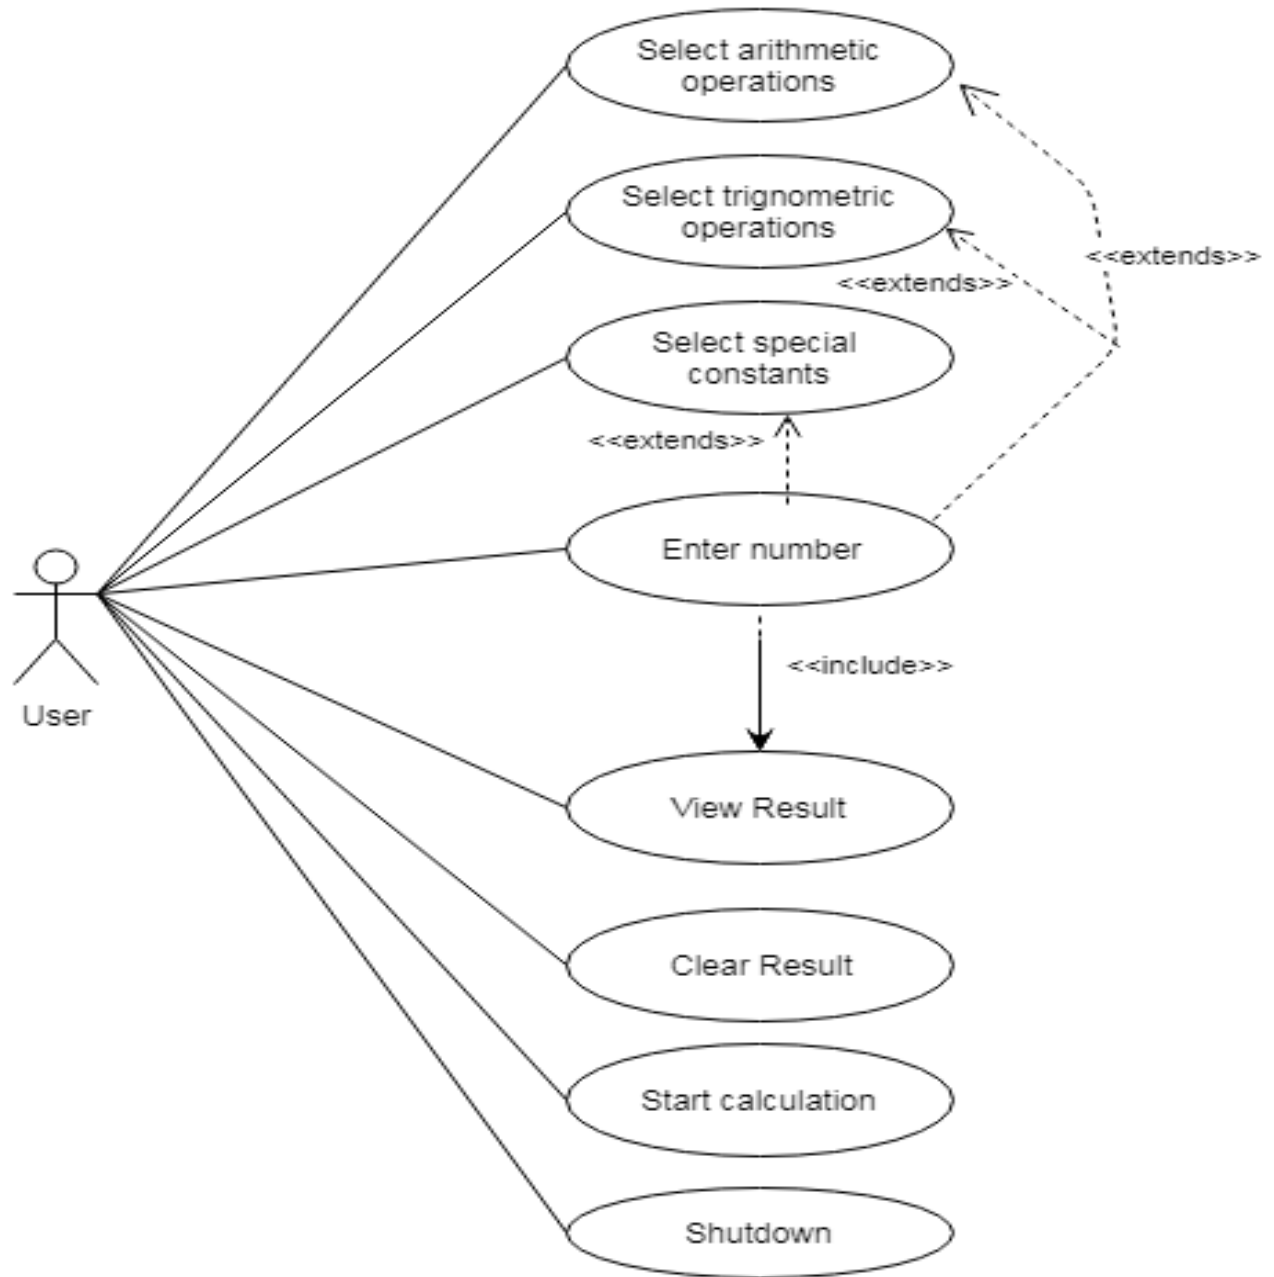 Select arithmetic
operations
Select trignometric
operations
<<extends>>
<<extends>>
Select special
constants
<<extends>>
Enter number
<<include>>
User
View Result
Clear Result
Start calculation
Shutdown